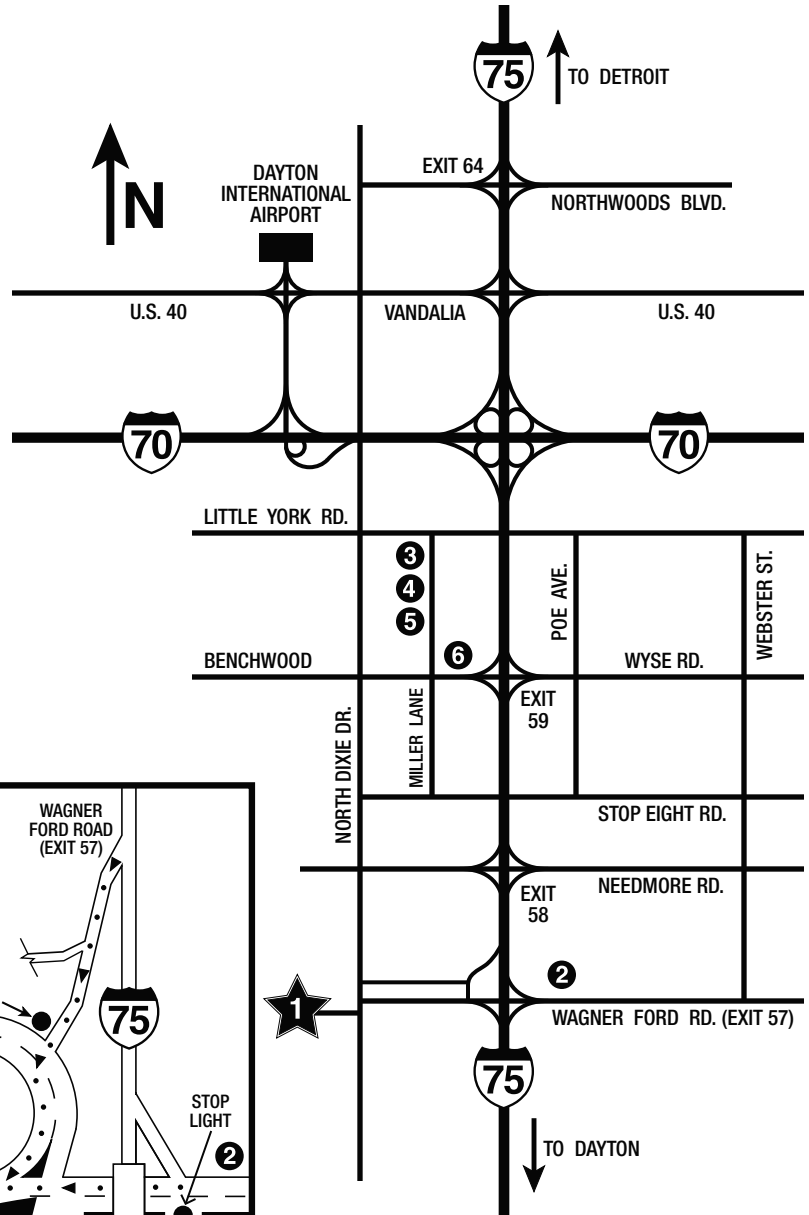 75
TO DETROIT
N
DAYTON
INTERNATIONAL
AIRPORT
EXIT 64
NORTHWOODS BLVD.
U.S. 40
VANDALIA
U.S. 40
70
70
LITTLE YORK RD.
3
4
5
POE AVE.
WEBSTER ST.
6
BENCHWOOD
WYSE RD.
EXIT
59
MILLER LANE
NORTH DIXIE DR.
STOP EIGHT RD.
NEEDMORE RD.
EXIT
58
2
1
WAGNER FORD RD. (EXIT 57)
75
TO DAYTON
WAGNER
FORD ROAD
(EXIT 57)
75
STOP
LIGHT
2